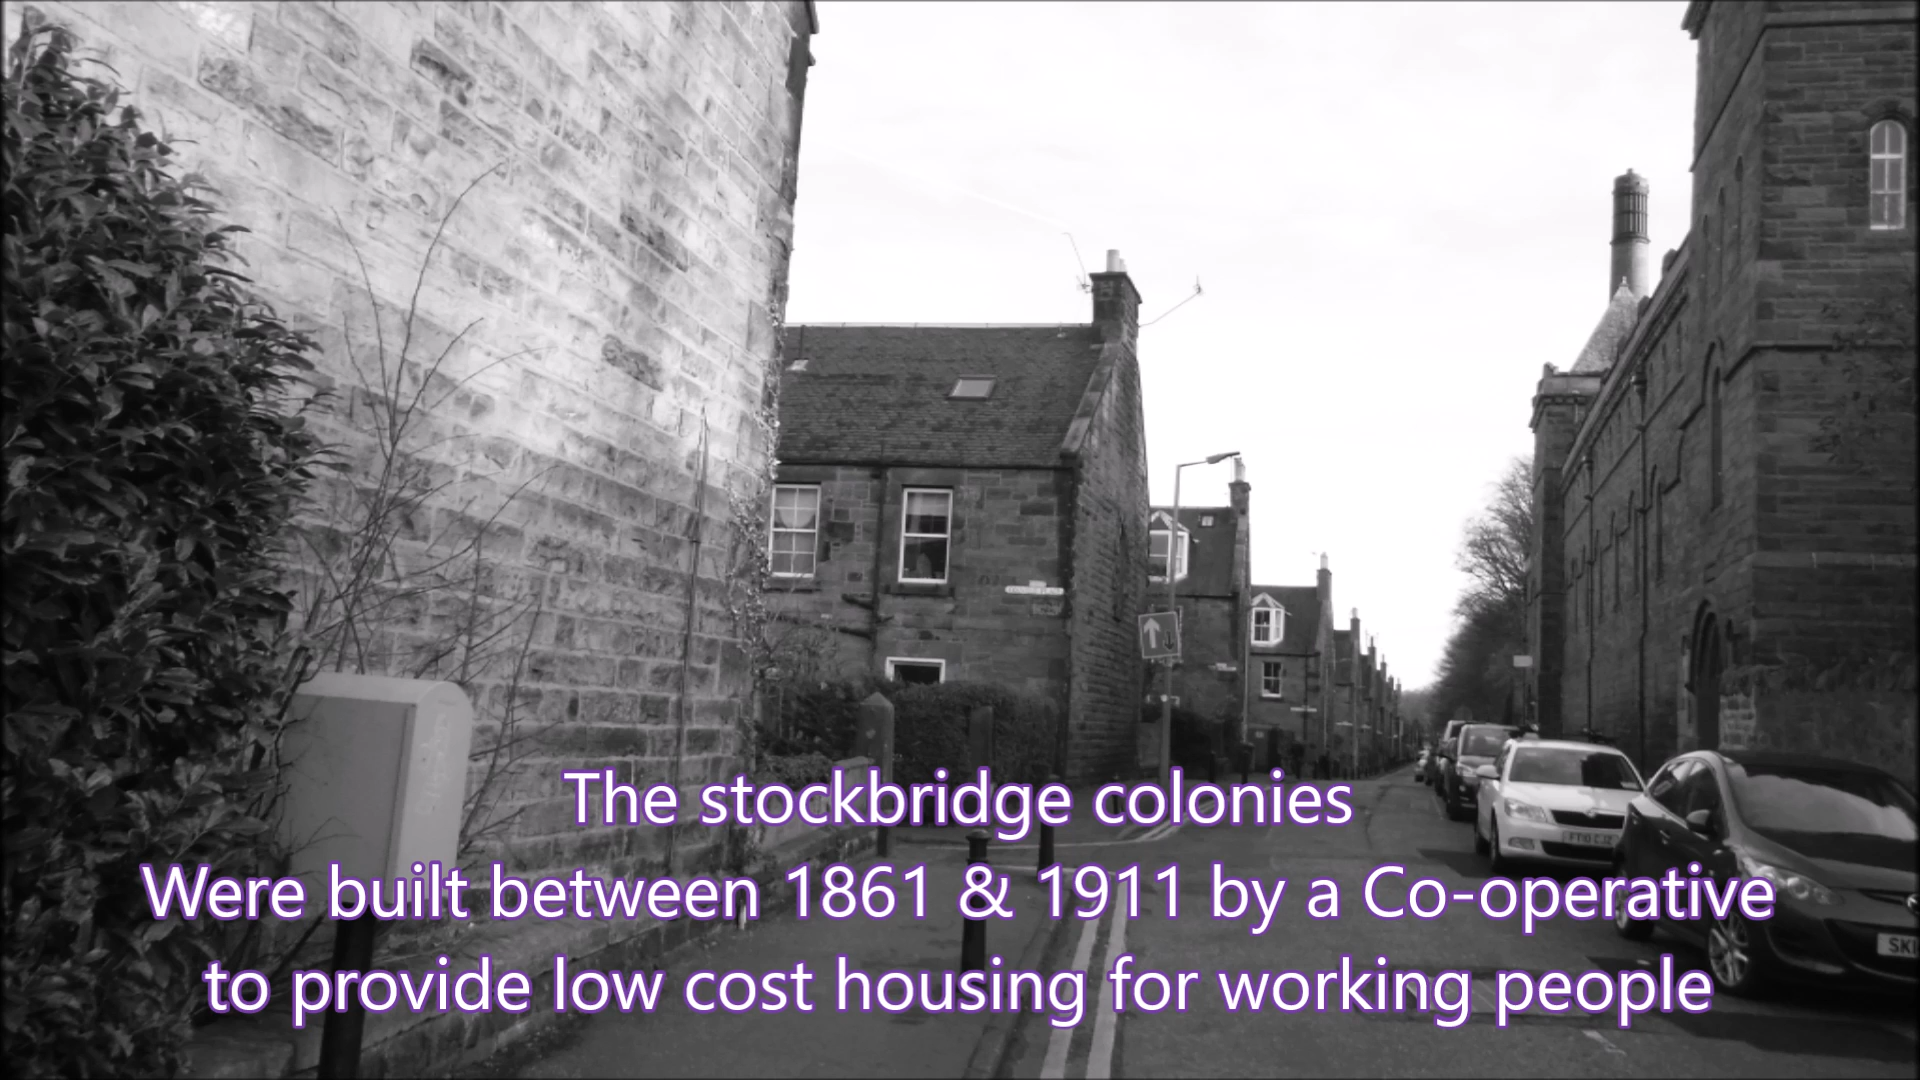 The stockbridge colonies
Were built between 1861 & 1911 by a Co-operative
to provide low cost housing for working people